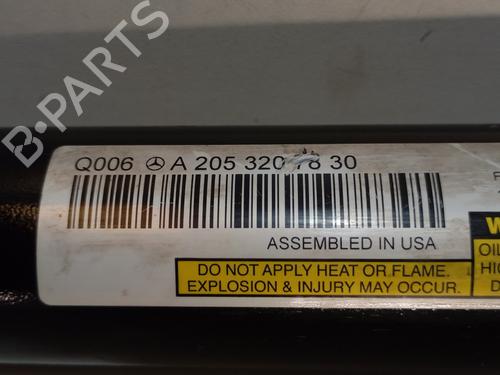 B-PARTS
Q006 A 205 320 78 30
ASSEMBLED IN USA
DO NOT APPLY HEAT OR FLAME.
EXPLOSION & INJURY MAY OCCUR.